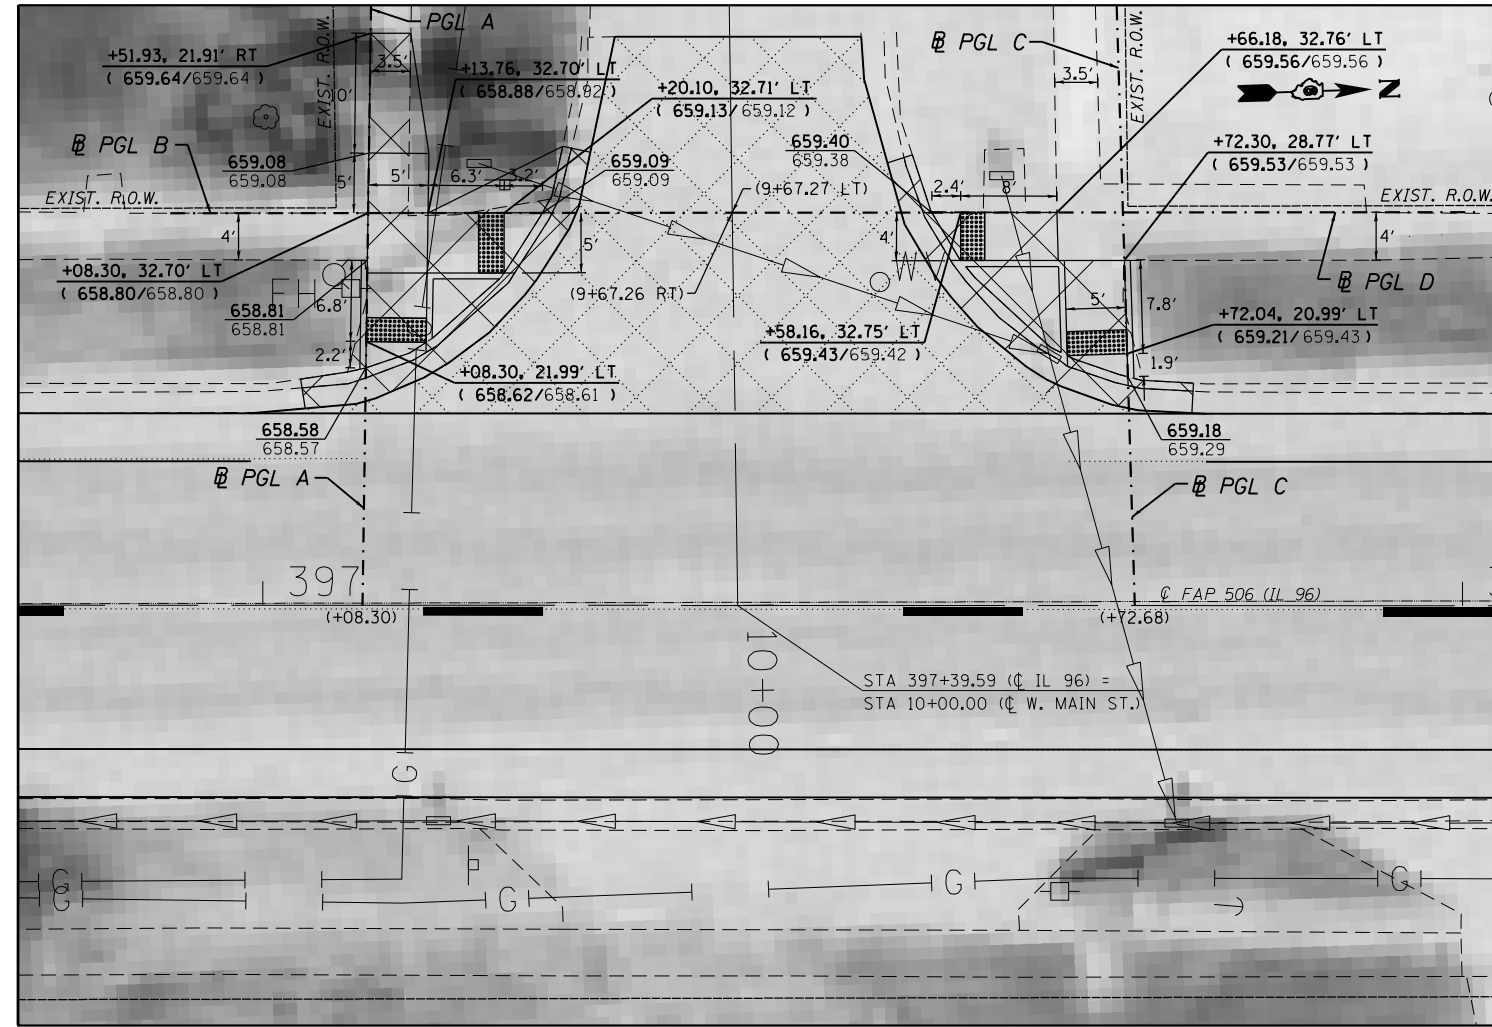 PGL A
+51.93, 21.91' RT
( 659.64/659.64 )
3.5'
EXIST. R.O.W.
+13.76, 32.70' LT
( 658.88/658.92 )
+20.10, 32.71' LT
( 659.13/659.12 )
℄ PGL B
EXIST. R.O.W.
659.08
659.08
5'
5'
6.3'
3.2'
659.09
659.09
4'
5'
+08.30, 32.70' LT
( 658.80/658.80 )
FH
658.81
658.81
6.8'
2.2'
+08.30, 21.99' LT
( 658.62/658.61 )
658.58
658.57
℄ PGL A
(9+67.27 LT)
(9+67.26 RT)
659.40
659.38
℄ PGL C
3.5'
EXIST. R.O.W.
+66.18, 32.76' LT
( 659.56/659.56 )
N
+72.30, 28.77' LT
( 659.53/659.53 )
EXIST. R.O.W.
2.4'
8'
4'
4'
W
℄ PGL D
5'
7.8'
+58.16, 32.75' LT
( 659.43/659.42 )
+72.04, 20.99' LT
( 659.21/659.43 )
1.9'
659.18
659.29
℄ PGL C
397
(+08.30)
℄ FAP 506 (IL 96)
(+72.68)
10+00
STA 397+39.59 (℄ IL 96) =
STA 10+00.00 (℄ W. MAIN ST.)
G
G
G
G
G
G